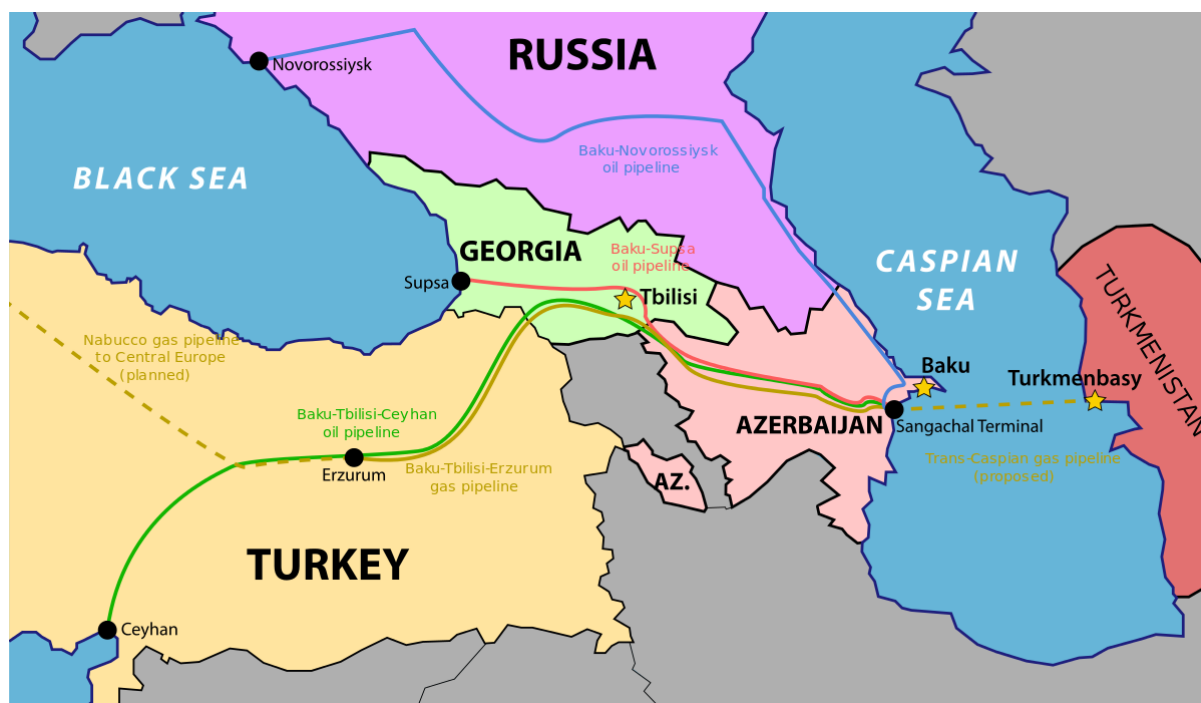 RUSSIA
Novorossiysk
Baku-Novorossiysk
oil pipeline
BLACK SEA
GEORGIA
Baku-Supsa
oil pipeline
CASPIAN
SEA
Supsa
Tbilisi
TURKMENISTAN
Nabucco gas pipeline
to Central Europe
(planned)
Baku
Turkmenbasy
Baku-Tbilisi-Ceyhan
oil pipeline
AZERBAIJAN
Sangachal Terminal
Erzurum
Baku-Tbilisi-Erzurum
gas pipeline
Trans-Caspian gas pipeline
(proposed)
AZ.
TURKEY
Ceyhan